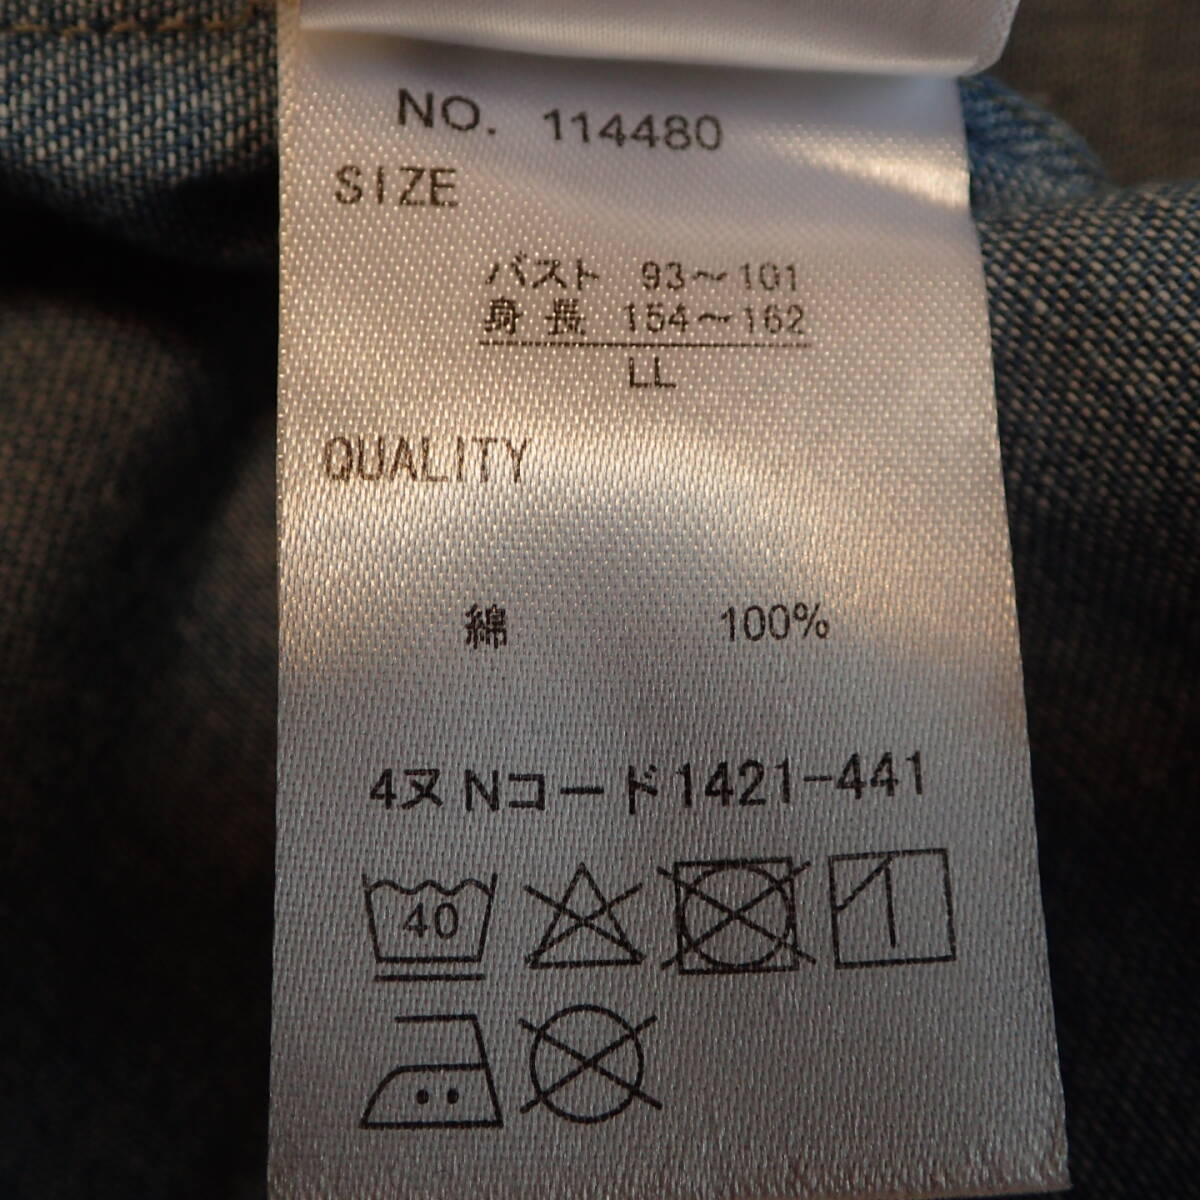 NO. 114480
SIZE
バスト 93～101
身長 154～162
LL
QUALITY
綿 100%
4ヌNコード1421-441
40